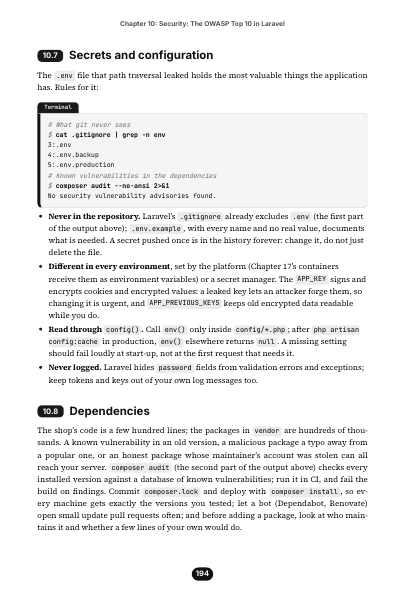 Chapter 10: Security: The OWASP Top 10 in Laravel
10.7 Secrets and configuration
The .env file that path traversal leaked holds the most valuable things the application
has. Rules for it:
Terminal
# What git never sees
$ cat .gitignore | grep -n env
3:.env
4:.env.backup
5:.env.production
# Known vulnerabilities in the dependencies
$ composer audit --no-ansi 2>&1
No security vulnerability advisories found.
• Never in the repository. Laravel's .gitignore already excludes .env (the first part
of the output above); .env.example, with every name and no real value, documents
what is needed. A secret pushed once is in the history forever: change it, do not just
delete the file.
• Different in every environment, set by the platform (Chapter 17's containers
receive them as environment variables) or a secret manager. The APP_KEY signs and
encrypts cookies and encrypted values: a leaked key lets an attacker forge them, so
changing it is urgent, and APP_PREVIOUS_KEYS keeps old encrypted data readable
while you do.
• Read through config(). Call env() only inside config/*.php; after php artisan
config:cache in production, env() elsewhere returns null. A missing setting
should fail loudly at start-up, not at the first request that needs it.
• Never logged. Laravel hides password fields from validation errors and exceptions;
keep tokens and keys out of your own log messages too.
10.8 Dependencies
The shop's code is a few hundred lines; the packages in vendor are hundreds of thou-
sands. A known vulnerability in an old version, a malicious package a typo away from
a popular one, or an honest package whose maintainer's account was stolen can all
reach your server. composer audit (the second part of the output above) checks every
installed version against a database of known vulnerabilities; run it in CI, and fail the
build on findings. Commit composer.lock and deploy with composer install, so ev-
ery machine gets exactly the versions you tested; let a bot (Dependabot, Renovate)
open small update pull requests often; and before adding a package, look at who main-
tains it and whether a few lines of your own would do.
194